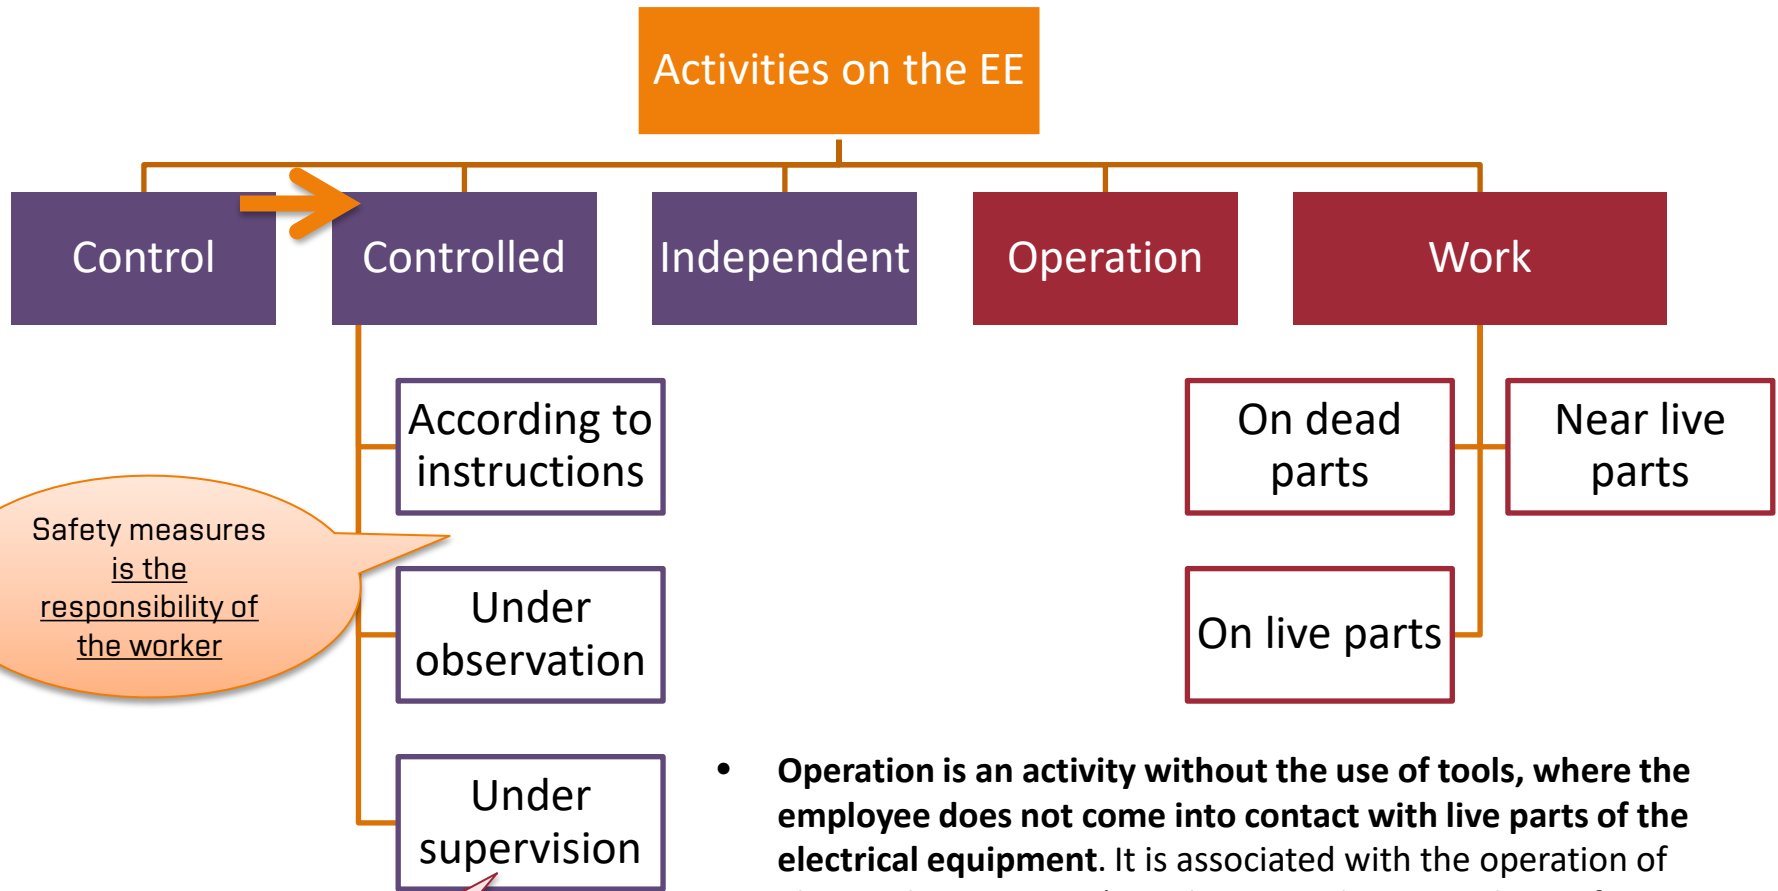 Activities on the EE
Control
Controlled
Independent
Operation
Work
According to
instructions
Under
observation
Under
supervision
On dead
parts
Near live
parts
On live parts
Safety measures
is the
responsibility of
the worker
• Operation is an activity without the use of tools, where the
employee does not come into contact with live parts of the
electrical equipment. It is associated with the operation of